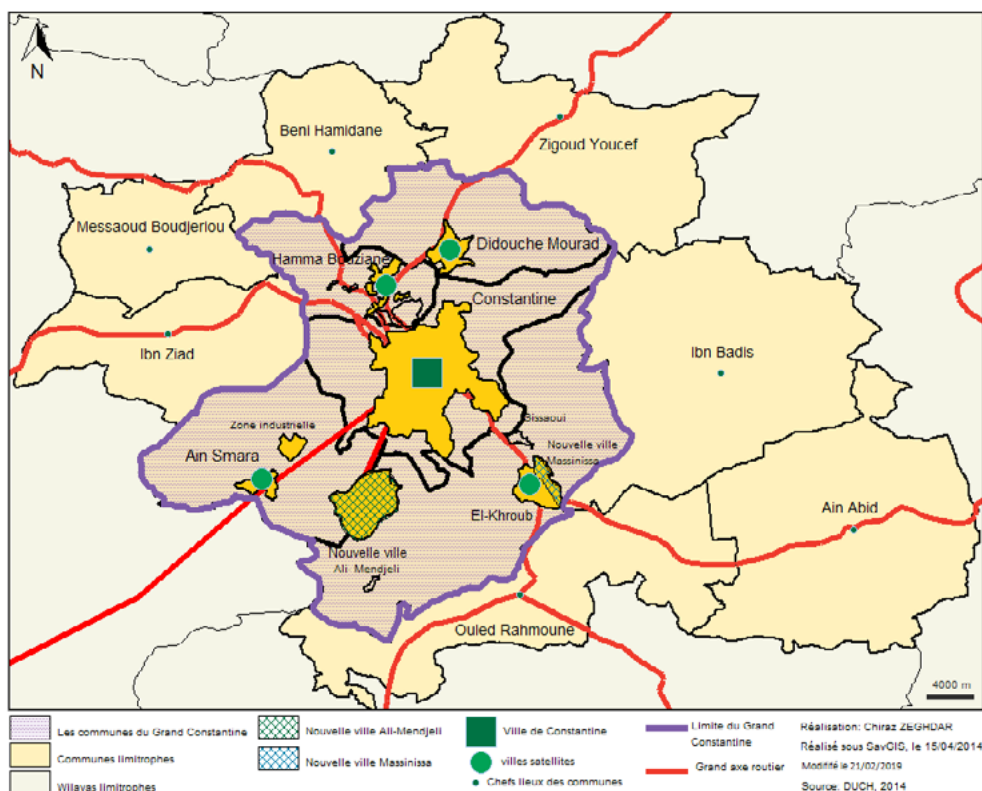 N
Beni Hamidane
Zigoud Youcef
Messaoud Boudjeriou
Didouche Mourad
Hamma Bouziane
Constantine
Ibn Ziad
Ibn Badis
Zone industrielle
Gissaoui
Ain Smara
Nouvelle ville
Massinissa
El-Khroub
Ain Abid
Nouvelle ville
Ali- Mendjeli
Ouled Rahmoune
4000 m
Les communes du Grand Constantine
Communes limitrophes
Wilayas limitrophes
Nouvelle ville Ali-Mendjeli
Nouvelle ville Massinissa
Ville de Constantine
villes satellites
Chefs lieux des communes
Limite du Grand
Constantine
Grand axe routier
Réalisation: Chiraz ZEGHDAR
Réalisé sous SavGIS, le 15/04/2014
Modifité le 21/02/2019
Source: DUCH, 2014